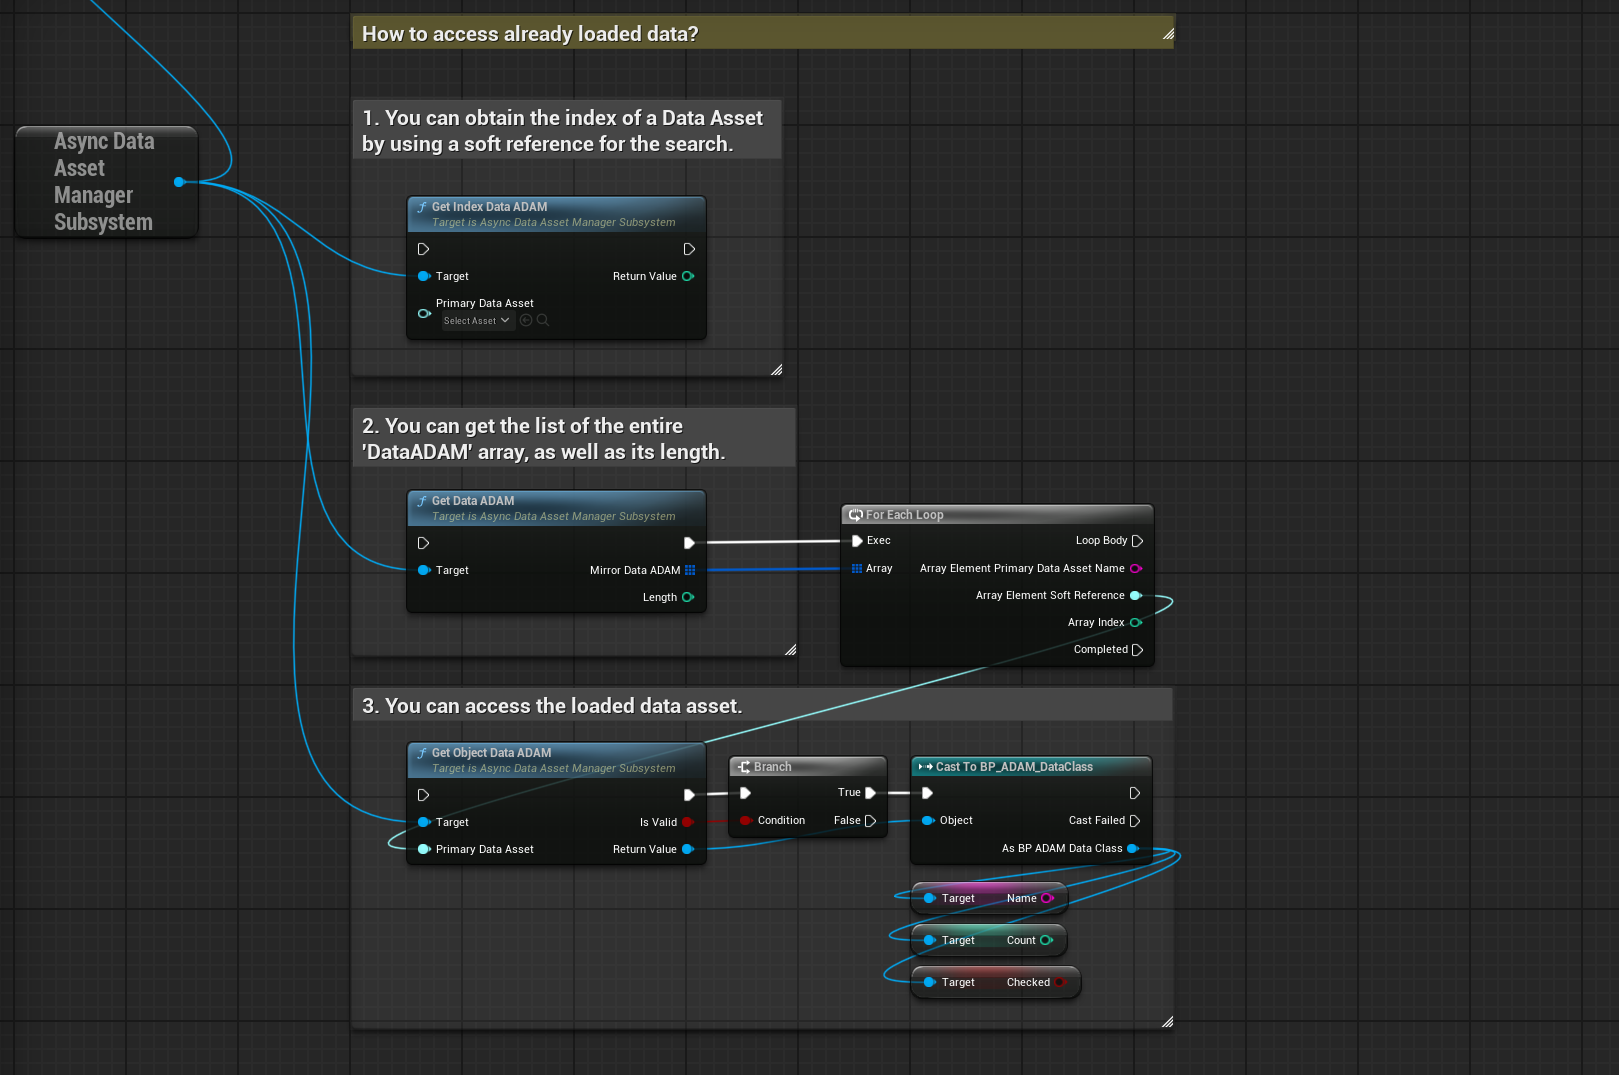 How to access already loaded data?
Async Data
Asset
Manager
Subsystem
1. You can obtain the index of a Data Asset
by using a soft reference for the search.
Get Index Data ADAM
Target is Async Data Asset Manager Subsystem
Target
Return Value
Primary Data Asset
Select Asset
2. You can get the list of the entire
'DataADAM' array, as well as its length.
Get Data ADAM
Target is Async Data Asset Manager Subsystem
Target
Mirror Data ADAM
Length
For Each Loop
Exec
Loop Body
Array
Array Element Primary Data Asset Name
Array Element Soft Reference
Array Index
Completed
3. You can access the loaded data asset.
Get Object Data ADAM
Target is Async Data Asset Manager Subsystem
Target
Is Valid
Primary Data Asset
Return Value
Branch
True
Condition
False
Cast To BP_ADAM_DataClass
Object
Cast Failed
As BP ADAM Data Class
Target Name
Target Count
Target Checked